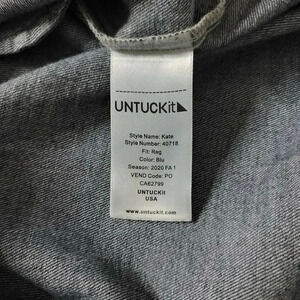 UNTUCKit
Style Name: Kate
Style Number: 40718
Fit: Reg
Color: Blu
Season: 2020 FA 1
VEND Code: PO
CA62799
UNTUCKit
USA
www.untuckit.com